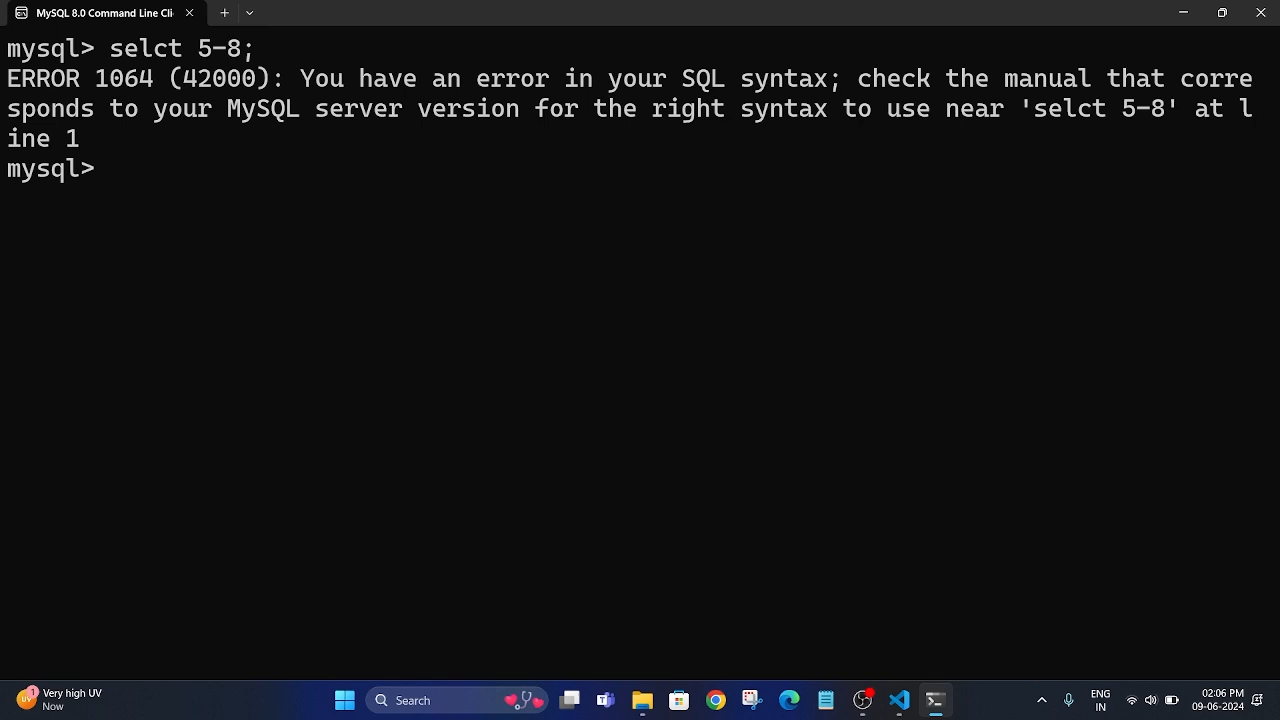 MySQL 8.0 Command Line Cli
mysql> selct 5-8;
ERROR 1064 (42000): You have an error in your SQL syntax; check the manual that corre
sponds to your MySQL server version for the right syntax to use near 'selct 5-8' at l
ine 1
mysql>
1
UV
Very high UV
Now
Search
ENG
IN
02:06 PM
09-06-2024